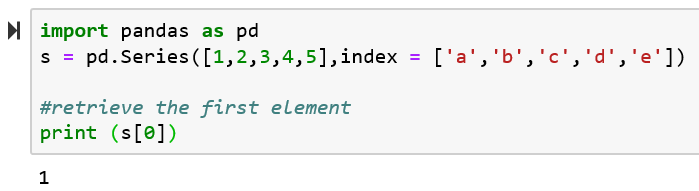 import pandas as pd
s = pd.Series([1,2,3,4,5],index = ['a','b','c','d','e'])
#retrieve the first element
print (s[0])
1